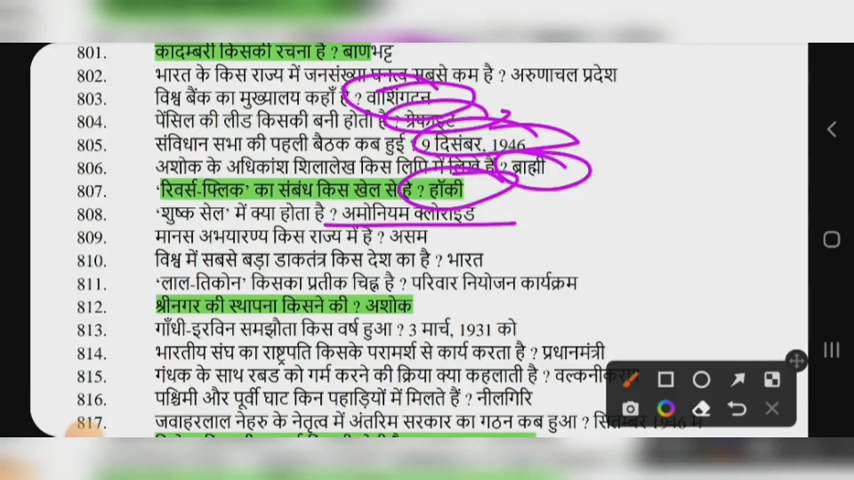 801. कादम्बरी किसकी रचना है ? बाणभट्ट
802. भारत के किस राज्य में जनसंख्या घनत्व सबसे कम है ? अरुणाचल प्रदेश
803. विश्व बैंक का मुख्यालय कहाँ है ? वाशिंगटन
804. पेंसिल की लीड किसकी बनी होती है ? ग्रेफाइट
805. संविधान सभा की पहली बैठक कब हुई ? 9 दिसंबर, 1946
806. अशोक के अधिकांश शिलालेख किस लिपि में लिखे हैं ? ब्राह्मी
807. ‘रिवर्स-फ्लिक’ का संबंध किस खेल से है ? हॉकी
808. ‘शुष्क सेल’ में क्या होता है ? अमोनियम क्लोराइड
809. मानस अभयारण्य किस राज्य में है ? असम
810. विश्व में सबसे बड़ा डाकतंत्र किस देश का है ? भारत
811. ‘लाल-तिकोन’ किसका प्रतीक चिह्न है ? परिवार नियोजन कार्यक्रम
812. श्रीनगर की स्थापना किसने की ? अशोक
813. गाँधी-इरविन समझौता किस वर्ष हुआ ? 3 मार्च, 1931 को
814. भारतीय संघ का राष्ट्रपति किसके परामर्श से कार्य करता है ? प्रधानमंत्री
815. गंधक के साथ रबड को गर्म करने की क्रिया क्या कहलाती है ? वल्कनीकरण
816. पश्चिमी और पूर्वी घाट किन पहाड़ियों में मिलते हैं ? नीलगिरि
817. जवाहरलाल नेहरु के नेतृत्व में अंतरिम सरकार का गठन कब हुआ ? सितम्बर 1946 में